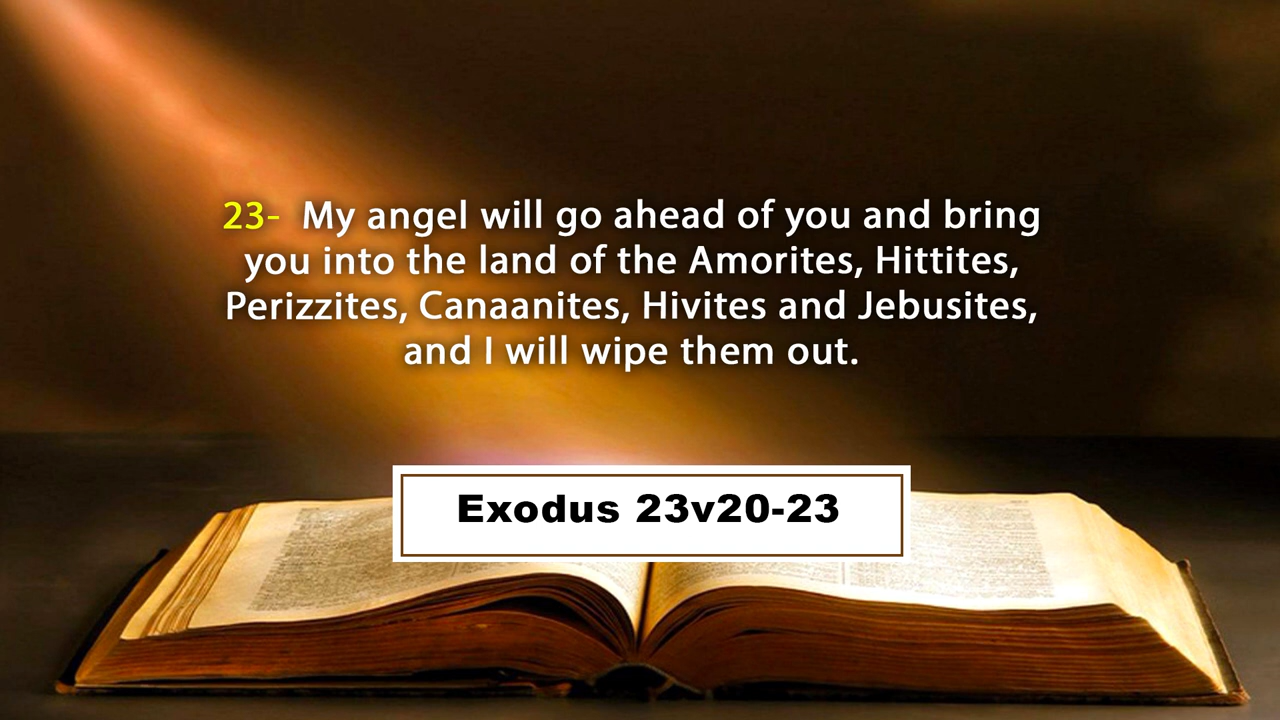 23- My angel will go ahead of you and bring
you into the land of the Amorites, Hittites,
Perizzites, Canaanites, Hivites and Jebusites,
and I will wipe them out.
Exodus 23v20-23